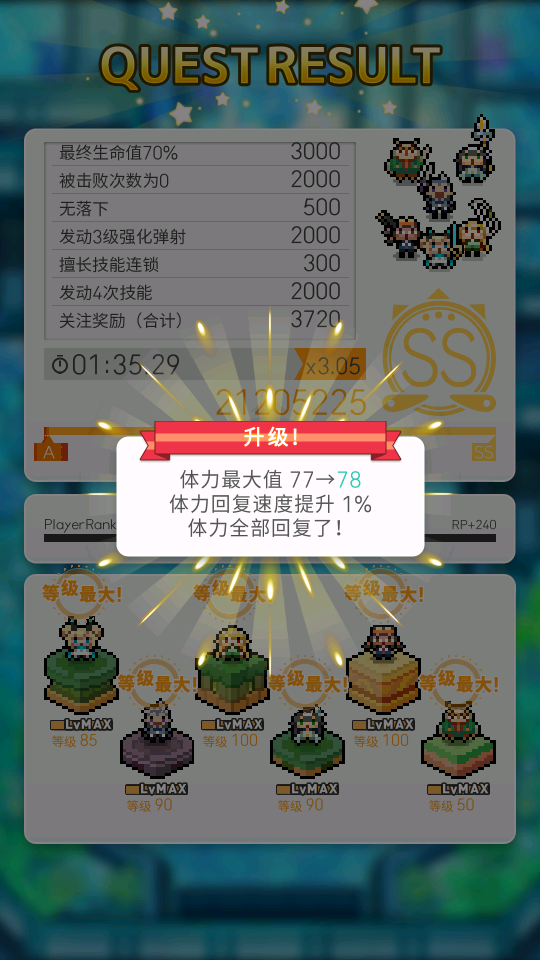 QUEST RESULT
最终生命值70% 3000
被击败次数为0 2000
无落下 500
发动3级强化弹射 2000
擅长技能连锁 300
发动4次技能 2000
关注奖励（合计） 3720
01:35.29 x3.05
21205225
SS
A SS
升级!
体力最大值 77→78
体力回复速度提升 1%
体力全部回复了!
PlayerRank RP+240
等级最大! 等级最大! 等级最大!
等级最大! 等级最大! 等级最大!
LvMAX LvMAX LvMAX
等级 85 等级 100 等级 100
LvMAX LvMAX LvMAX
等级 90 等级 90 等级 50